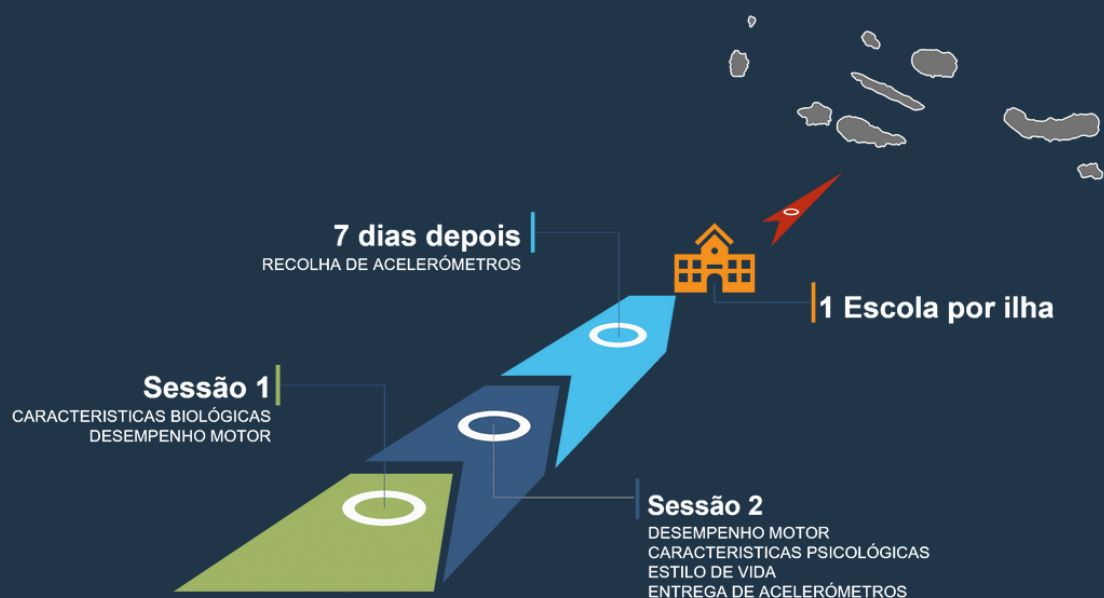 7 dias depois
RECOLHA DE ACELERÓMETROS
1 Escola por ilha
Sessão 1
CARACTERISTICAS BIOLÓGICAS
DESEMPENHO MOTOR
Sessão 2
DESEMPENHO MOTOR
CARACTERISTICAS PSICOLÓGICAS
ESTILO DE VIDA
ENTREGA DE ACELERÓMETROS